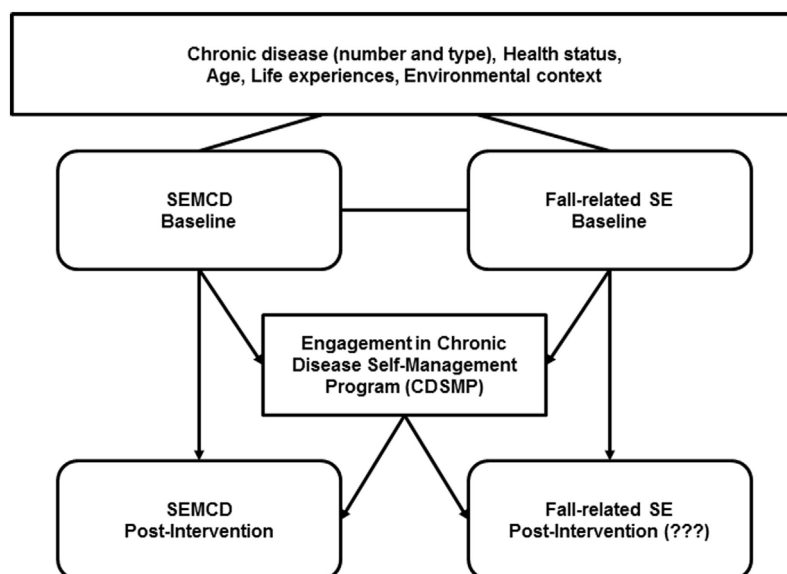 Chronic disease (number and type), Health status,
Age, Life experiences, Environmental context
SEMCD
Baseline
Fall-related SE
Baseline
Engagement in Chronic
Disease Self-Management
Program (CDSMP)
SEMCD
Post-Intervention
Fall-related SE
Post-Intervention (???)